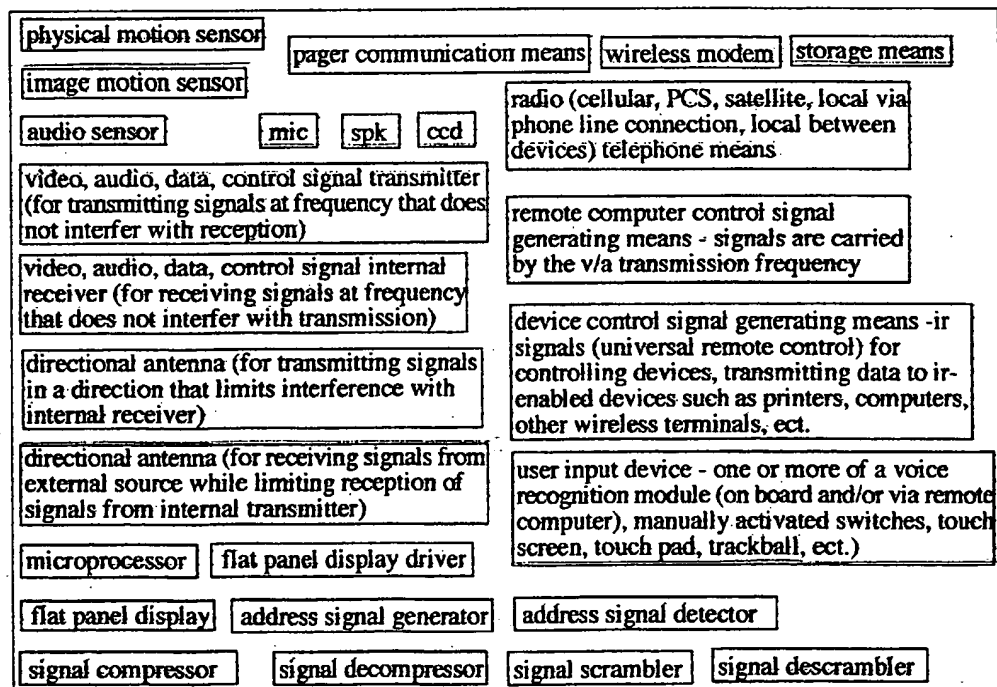 physical motion sensor
pager communication means
wireless modem
storage means
image motion sensor
audio sensor
mic
spk
ccd
radio (cellular, PCS, satellite, local via
phone line connection, local between
devices) telephone means
video, audio, data, control signal transmitter
(for transmitting signals at frequency that does
not interfer with reception)
remote computer control signal
generating means - signals are carried
by the v/a transmission frequency
video, audio, data, control signal internal
receiver (for receiving signals at frequency
that does not interfer with transmission)
device control signal generating means -ir
signals (universal remote control) for
controlling devices, transmitting data to ir-
enabled devices such as printers, computers,
other wireless terminals, ect.
directional antenna (for transmitting signals
in a direction that limits interference with
internal receiver)
directional antenna (for receiving signals from
external source while limiting reception of
signals from internal transmitter)
user input device - one or more of a voice
recognition module (on board and/or via remote
computer), manually activated switches, touch
screen, touch pad, trackball, ect.)
microprocessor
flat panel display driver
flat panel display
address signal generator
address signal detector
signal compressor
signal decompressor
signal scrambler
signal descrambler